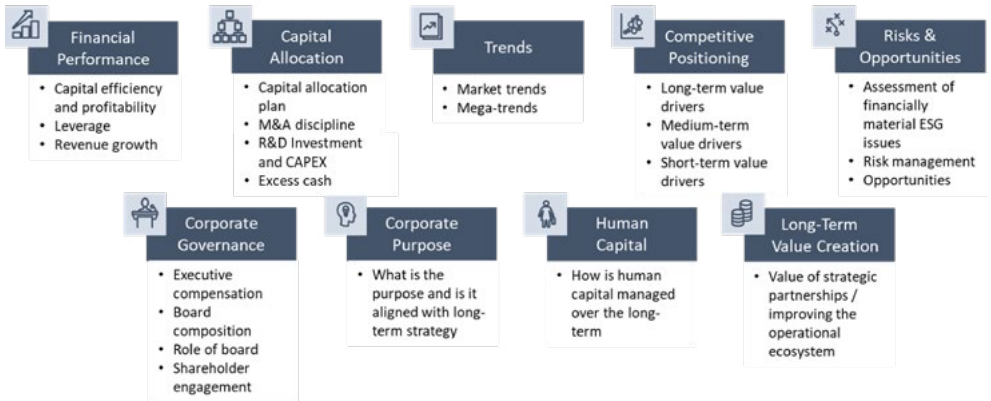 Financial
Performance
• Capital efficiency
and profitability
• Leverage
• Revenue growth
Capital
Allocation
• Capital allocation
plan
• M&A discipline
• R&D Investment
and CAPEX
• Excess cash
Trends
• Market trends
• Mega-trends
Competitive
Positioning
• Long-term value
drivers
• Medium-term
value drivers
• Short-term value
drivers
Risks &
Opportunities
• Assessment of
financially
material ESG
issues
• Risk management
• Opportunities
Corporate
Governance
• Executive
compensation
• Board
composition
• Role of board
• Shareholder
engagement
Corporate
Purpose
• What is the
purpose and is it
aligned with long-
term strategy
Human
Capital
• How is human
capital managed
over the long-
term
Long-Term
Value Creation
• Value of strategic
partnerships /
improving the
operational
ecosystem